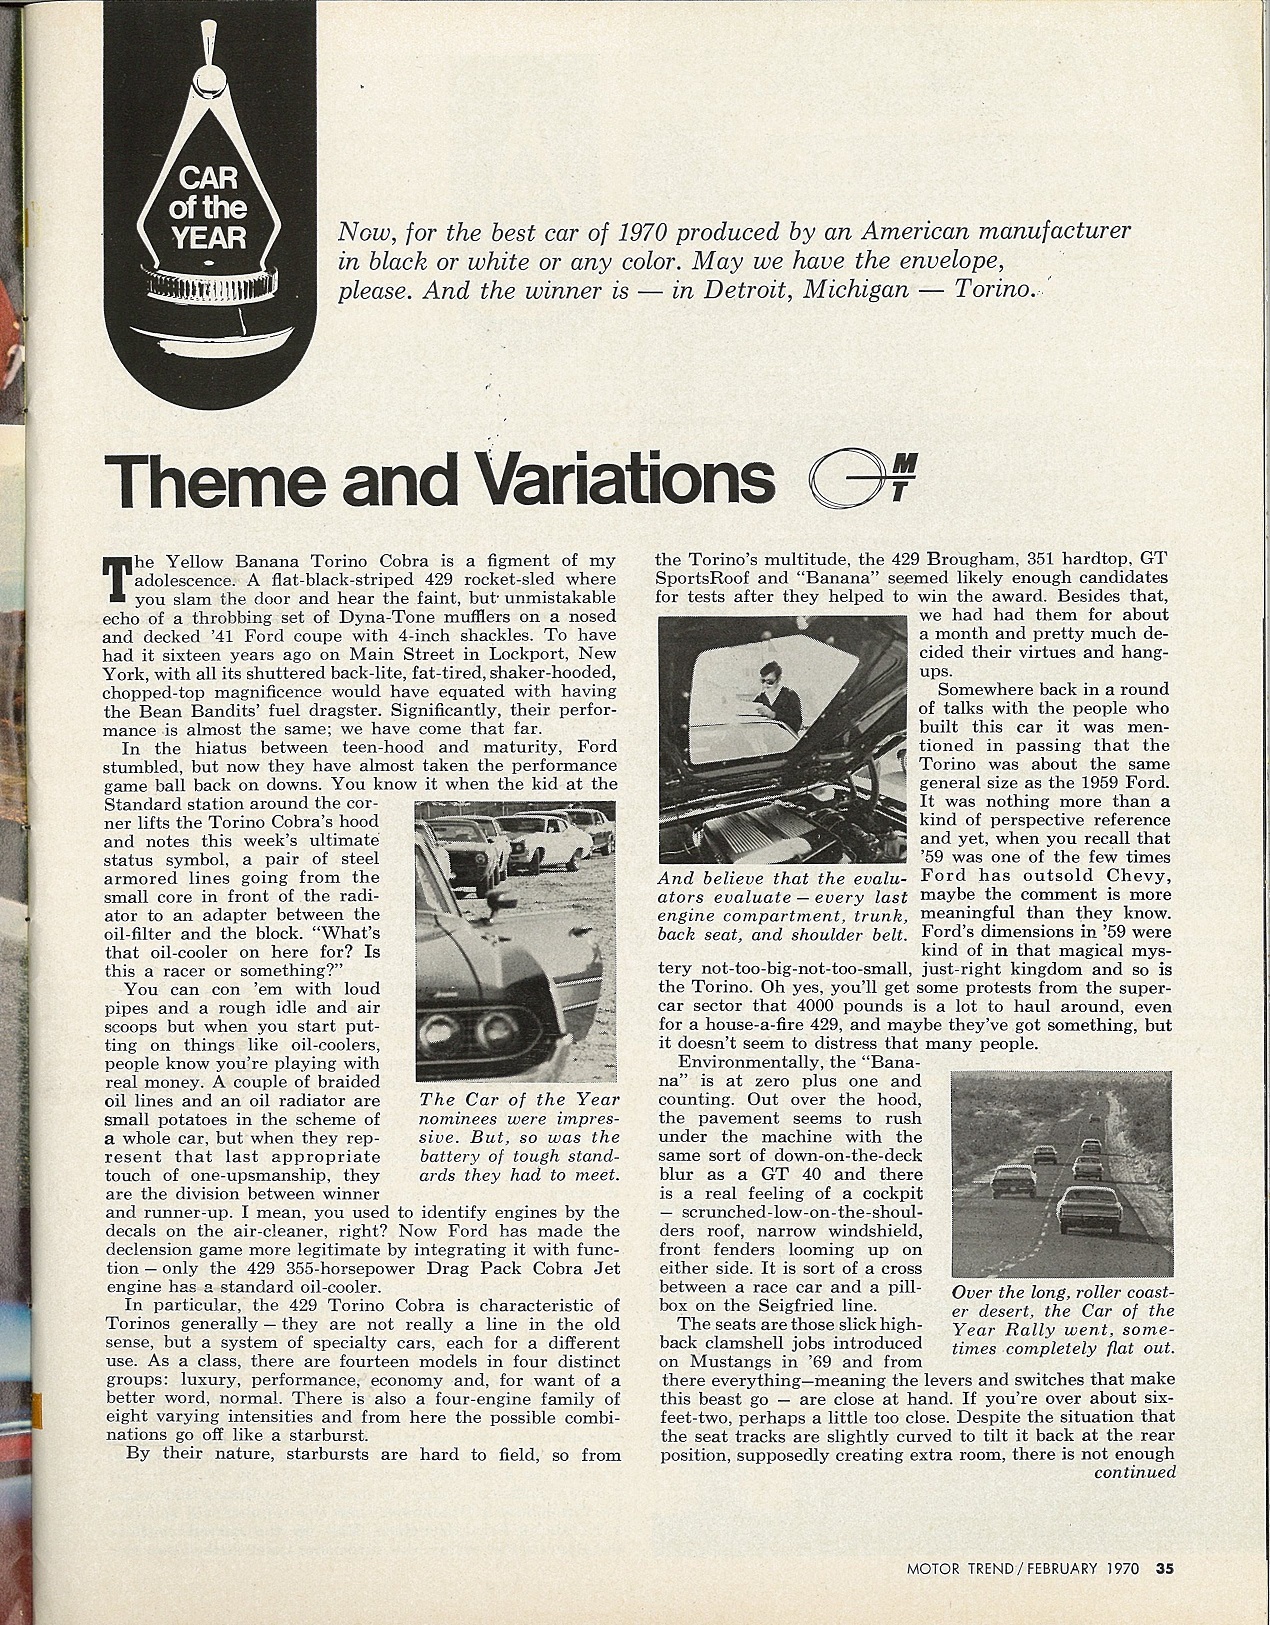 CAR
of the
YEAR
Now, for the best car of 1970 produced by an American manufacturer
in black or white or any color. May we have the envelope,
please. And the winner is — in Detroit, Michigan — Torino.
Theme and Variations
M
T
The Yellow Banana Torino Cobra is a figment of my
adolescence. A flat-black-striped 429 rocket-sled where
you slam the door and hear the faint, but unmistakable
echo of a throbbing set of Dyna-Tone mufflers on a nosed
and decked '41 Ford coupe with 4-inch shackles. To have
had it sixteen years ago on Main Street in Lockport, New
York, with all its shuttered back-lite, fat-tired, shaker-hooded,
chopped-top magnificence would have equated with having
the Bean Bandits' fuel dragster. Significantly, their perfor-
mance is almost the same; we have come that far.
In the hiatus between teen-hood and maturity, Ford
stumbled, but now they have almost taken the performance
game ball back on downs. You know it when the kid at the
Standard station around the cor-
ner lifts the Torino Cobra's hood
and notes this week's ultimate
status symbol, a pair of steel
armored lines going from the
small core in front of the radi-
ator to an adapter between the
oil-filter and the block. "What's
that oil-cooler on here for? Is
this a racer or something?"
You can con 'em with loud
pipes and a rough idle and air
scoops but when you start put-
ting on things like oil-coolers,
people know you're playing with
real money. A couple of braided
oil lines and an oil radiator are
small potatoes in the scheme of
a whole car, but when they rep-
resent that last appropriate
touch of one-upsmanship, they
are the division between winner
and runner-up. I mean, you used to identify engines by the
decals on the air-cleaner, right? Now Ford has made the
declension game more legitimate by integrating it with func-
tion — only the 429 355-horsepower Drag Pack Cobra Jet
engine has a standard oil-cooler.
In particular, the 429 Torino Cobra is characteristic of
Torinos generally — they are not really a line in the old
sense, but a system of specialty cars, each for a different
use. As a class, there are fourteen models in four distinct
groups: luxury, performance, economy and, for want of a
better word, normal. There is also a four-engine family of
eight varying intensities and from here the possible combi-
nations go off like a starburst.
By their nature, starbursts are hard to field, so from
The Car of the Year
nominees were impres-
sive. But, so was the
battery of tough stand-
ards they had to meet.
the Torino's multitude, the 429 Brougham, 351 hardtop, GT
SportsRoof and "Banana" seemed likely enough candidates
for tests after they helped to win the award. Besides that,
we had had them for about
a month and pretty much de-
cided their virtues and hang-
ups.
Somewhere back in a round
of talks with the people who
built this car it was men-
tioned in passing that the
Torino was about the same
general size as the 1959 Ford.
It was nothing more than a
kind of perspective reference
and yet, when you recall that
'59 was one of the few times
Ford has outsold Chevy,
maybe the comment is more
meaningful than they know.
Ford's dimensions in '59 were
kind of in that magical mys-
tery not-too-big-not-too-small, just-right kingdom and so is
the Torino. Oh yes, you'll get some protests from the super-
car sector that 4000 pounds is a lot to haul around, even
for a house-a-fire 429, and maybe they've got something, but
it doesn't seem to distress that many people.
And believe that the evalu-
ators evaluate — every last
engine compartment, trunk,
back seat, and shoulder belt.
Environmentally, the "Bana-
na" is at zero plus one and
counting. Out over the hood,
the pavement seems to rush
under the machine with the
same sort of down-on-the-deck
blur as a GT 40 and there
is a real feeling of a cockpit
— scrunched-low-on-the-shoul-
ders roof, narrow windshield,
front fenders looming up on
either side. It is sort of a cross
between a race car and a pill-
box on the Seigfried line.
The seats are those slick high-
back clamshell jobs introduced
on Mustangs in '69 and from
there everything—meaning the levers and switches that make
this beast go — are close at hand. If you're over about six-
feet-two, perhaps a little too close. Despite the situation that
the seat tracks are slightly curved to tilt it back at the rear
position, supposedly creating extra room, there is not enough
continued
Over the long, roller coast-
er desert, the Car of the
Year Rally went, some-
times completely flat out.
MOTOR TREND / FEBRUARY 1970 35